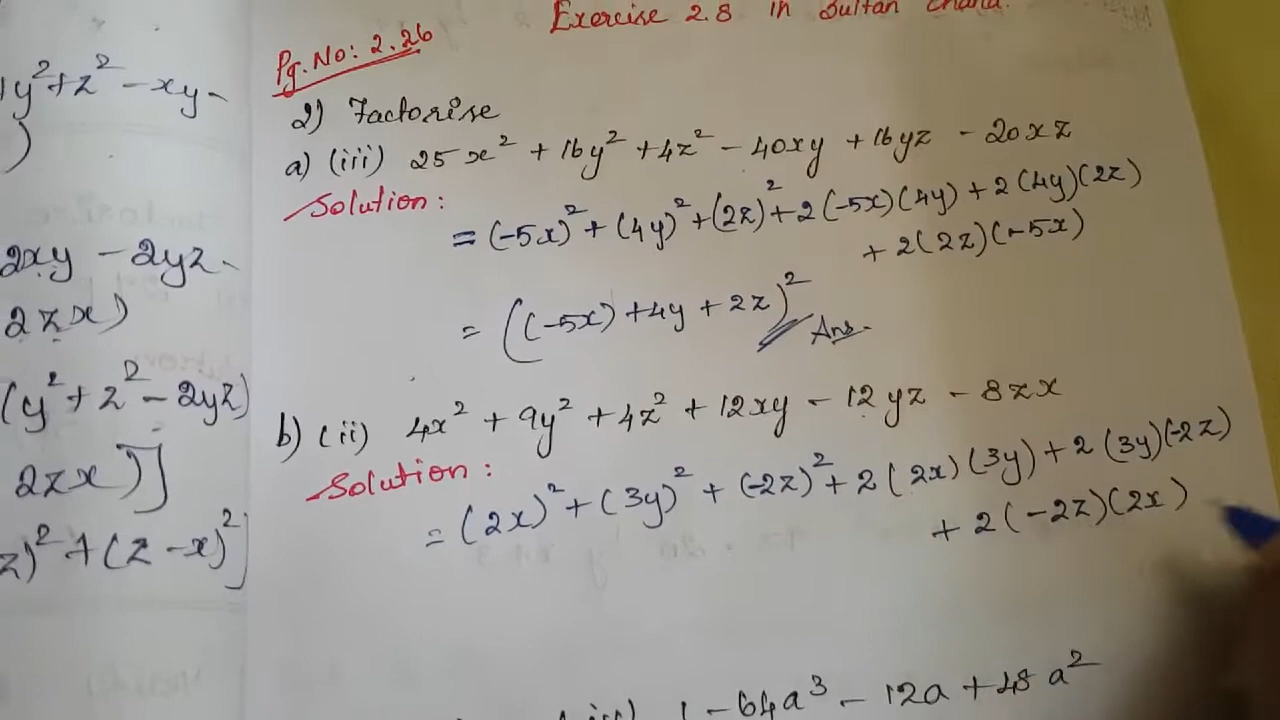 y² + z² - xy -
)
2xy - 2yz -
2zx)
(y² + z² - 2yz)
2zx)]
z)² + (z - x)²]
Exercise 2.8 in Sultan Chand.
Pg. No: 2.26
2) Factorise
a) (iii) 25x² + 16y² + 4z² - 40xy + 16yz - 20xz
Solution:
= (-5x)² + (4y)² + (2z)² + 2(-5x)(4y) + 2(4y)(2z)
+ 2(2z)(-5x)
= ((-5x) + 4y + 2z)² Ans.
b) (ii) 4x² + 9y² + 4z² + 12xy - 12yz - 8zx
Solution:
= (2x)² + (3y)² + (-2z)² + 2(2x)(3y) + 2(3y)(-2z)
+ 2(-2z)(2x)
1 - 64a³ - 12a + 48a²